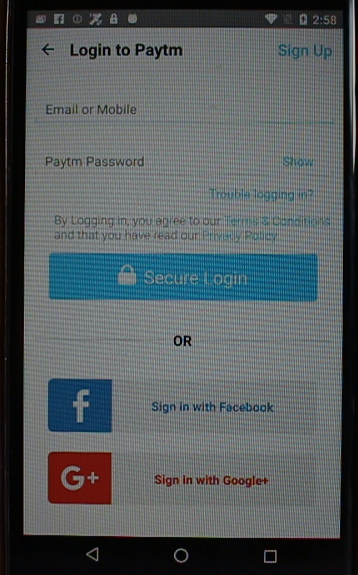 2:58
Login to Paytm
Sign Up
Email or Mobile
Paytm Password
Show
Trouble logging in?
By Logging in, you agree to our Terms & Conditions
and that you have read our Privacy Policy
Secure Login
OR
f
Sign in with Facebook
G+
Sign in with Google+